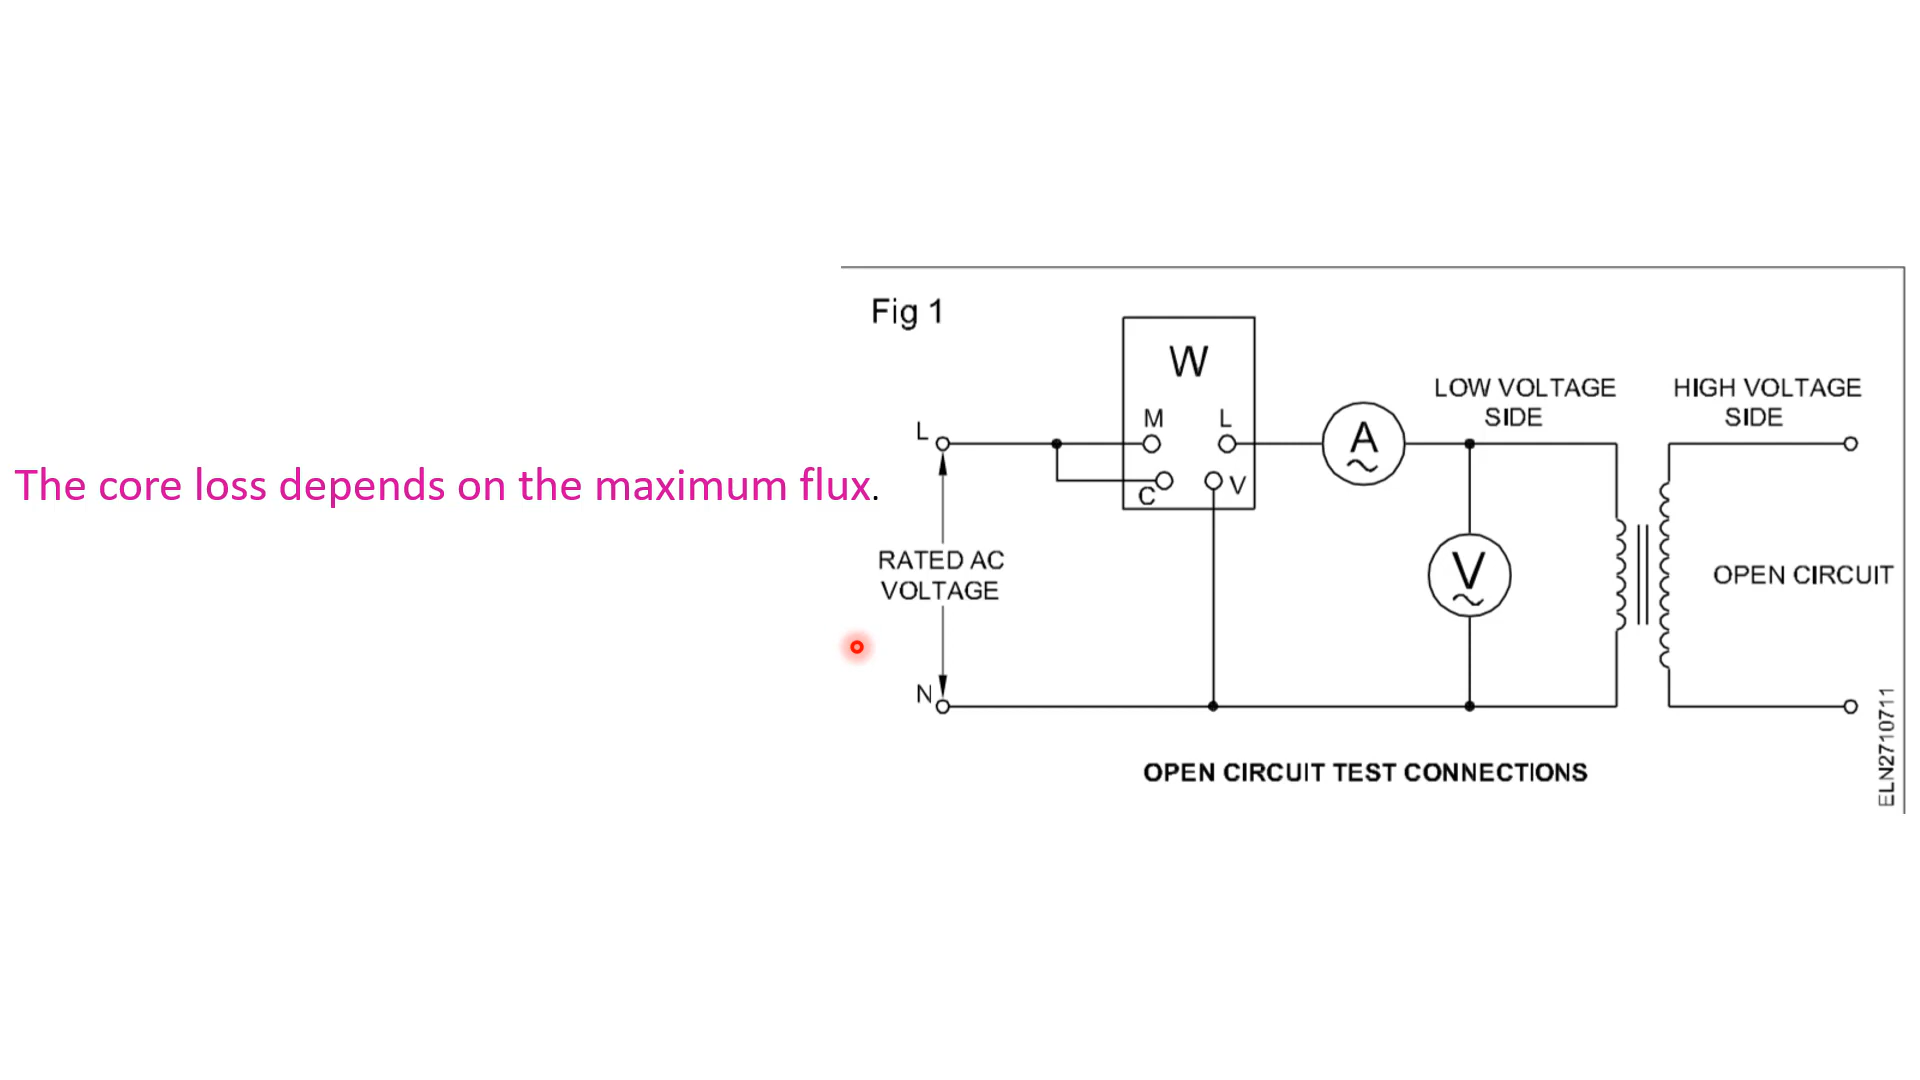 The core loss depends on the maximum flux.
Fig 1
W
M L
C V
L
A
LOW VOLTAGE
SIDE
HIGH VOLTAGE
SIDE
RATED AC
VOLTAGE
V
OPEN CIRCUIT
N
OPEN CIRCUIT TEST CONNECTIONS
ELN2710711